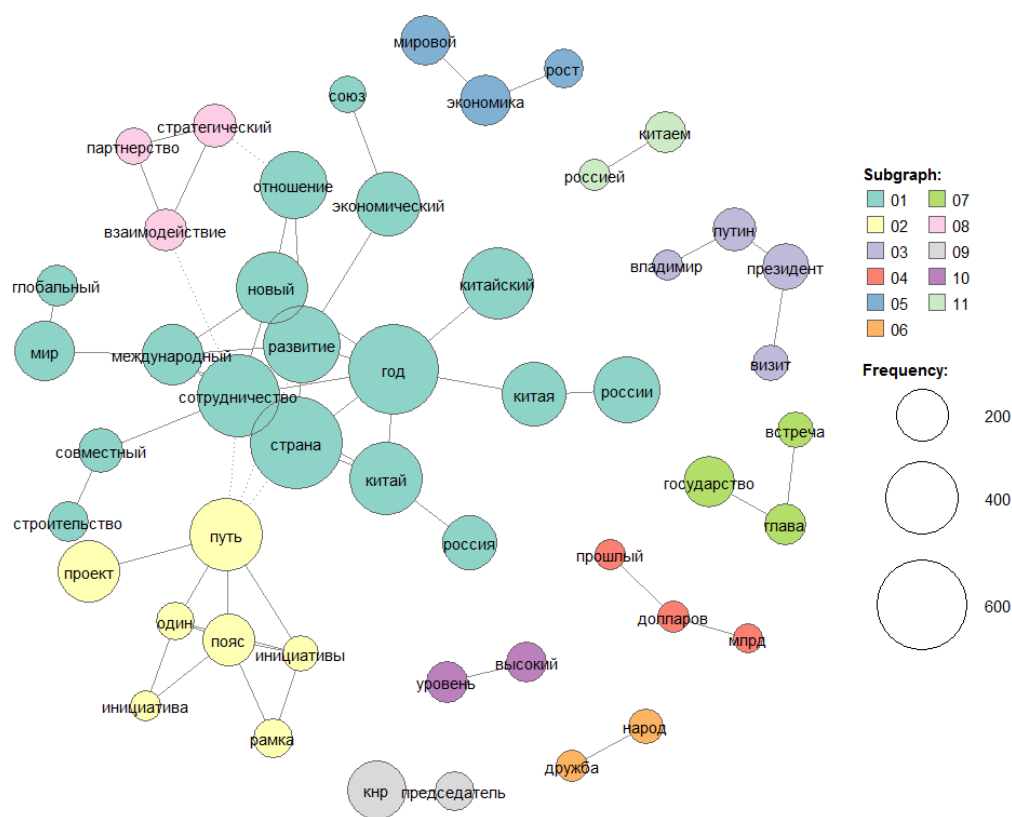 мировой
рост
экономика
союз
стратегический
партнерство
китаем
россией
отношение
экономический
взаимодействие
путин
владимир
президент
глобальный
новый
китайский
мир
международный
развитие
год
визит
сотрудничество
китая
россии
страна
совместный
китай
встреча
государство
глава
строительство
путь
россия
проект
прошлый
долларов
млрд
один
пояс
инициативы
высокий
уровень
инициатива
рамка
народ
дружба
кнр
председатель
Subgraph:
01 07
02 08
03 09
04 10
05 11
06
Frequency:
200
400
600